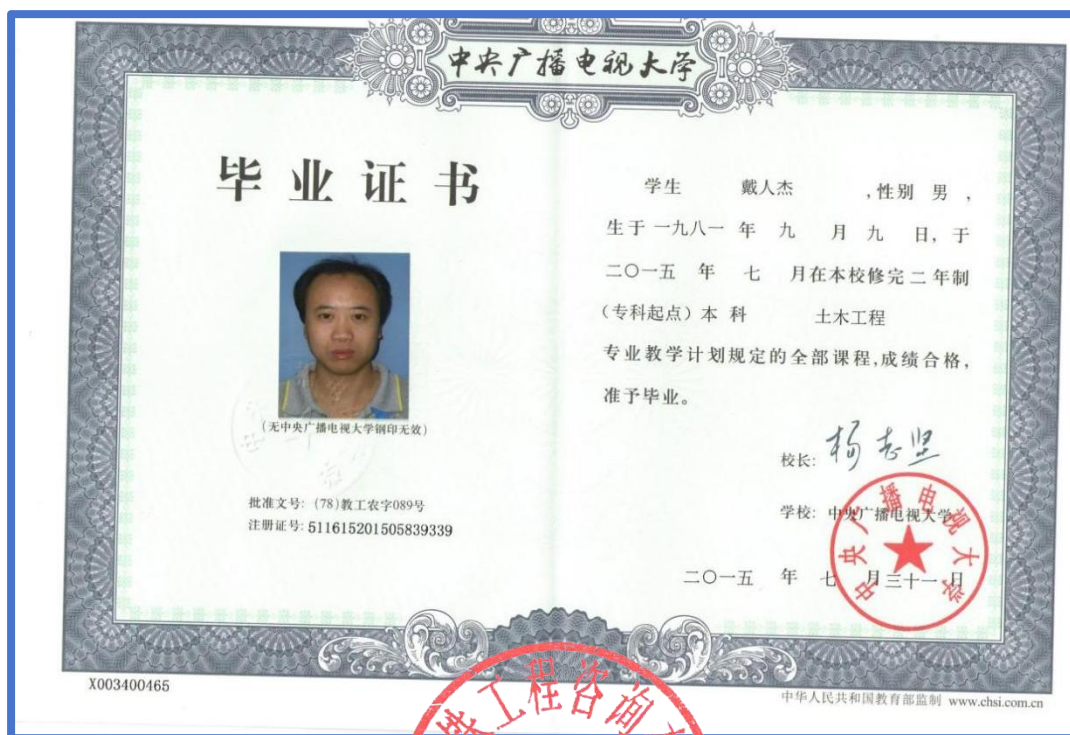 中央广播电视大学
毕业证书
(无中央广播电视大学钢印无效)
批准文号: (78)教工农字089号
注册证号: 511615201505839339
学生 戴人杰 ,性别 男 ,
生于 一九八一 年 九 月 九 日, 于
二〇一五 年 七 月在本校修完 二 年制
(专科起点) 本 科 土木工程
专业教学计划规定的全部课程,成绩合格,
准予毕业。
校长: 杨志坚
学校: 中央广播电视大学
中央广播电视大学
二〇一五 年 七 月 三十一 日
X003400465
中华人民共和国教育部监制 www.chsi.com.cn
工程咨询